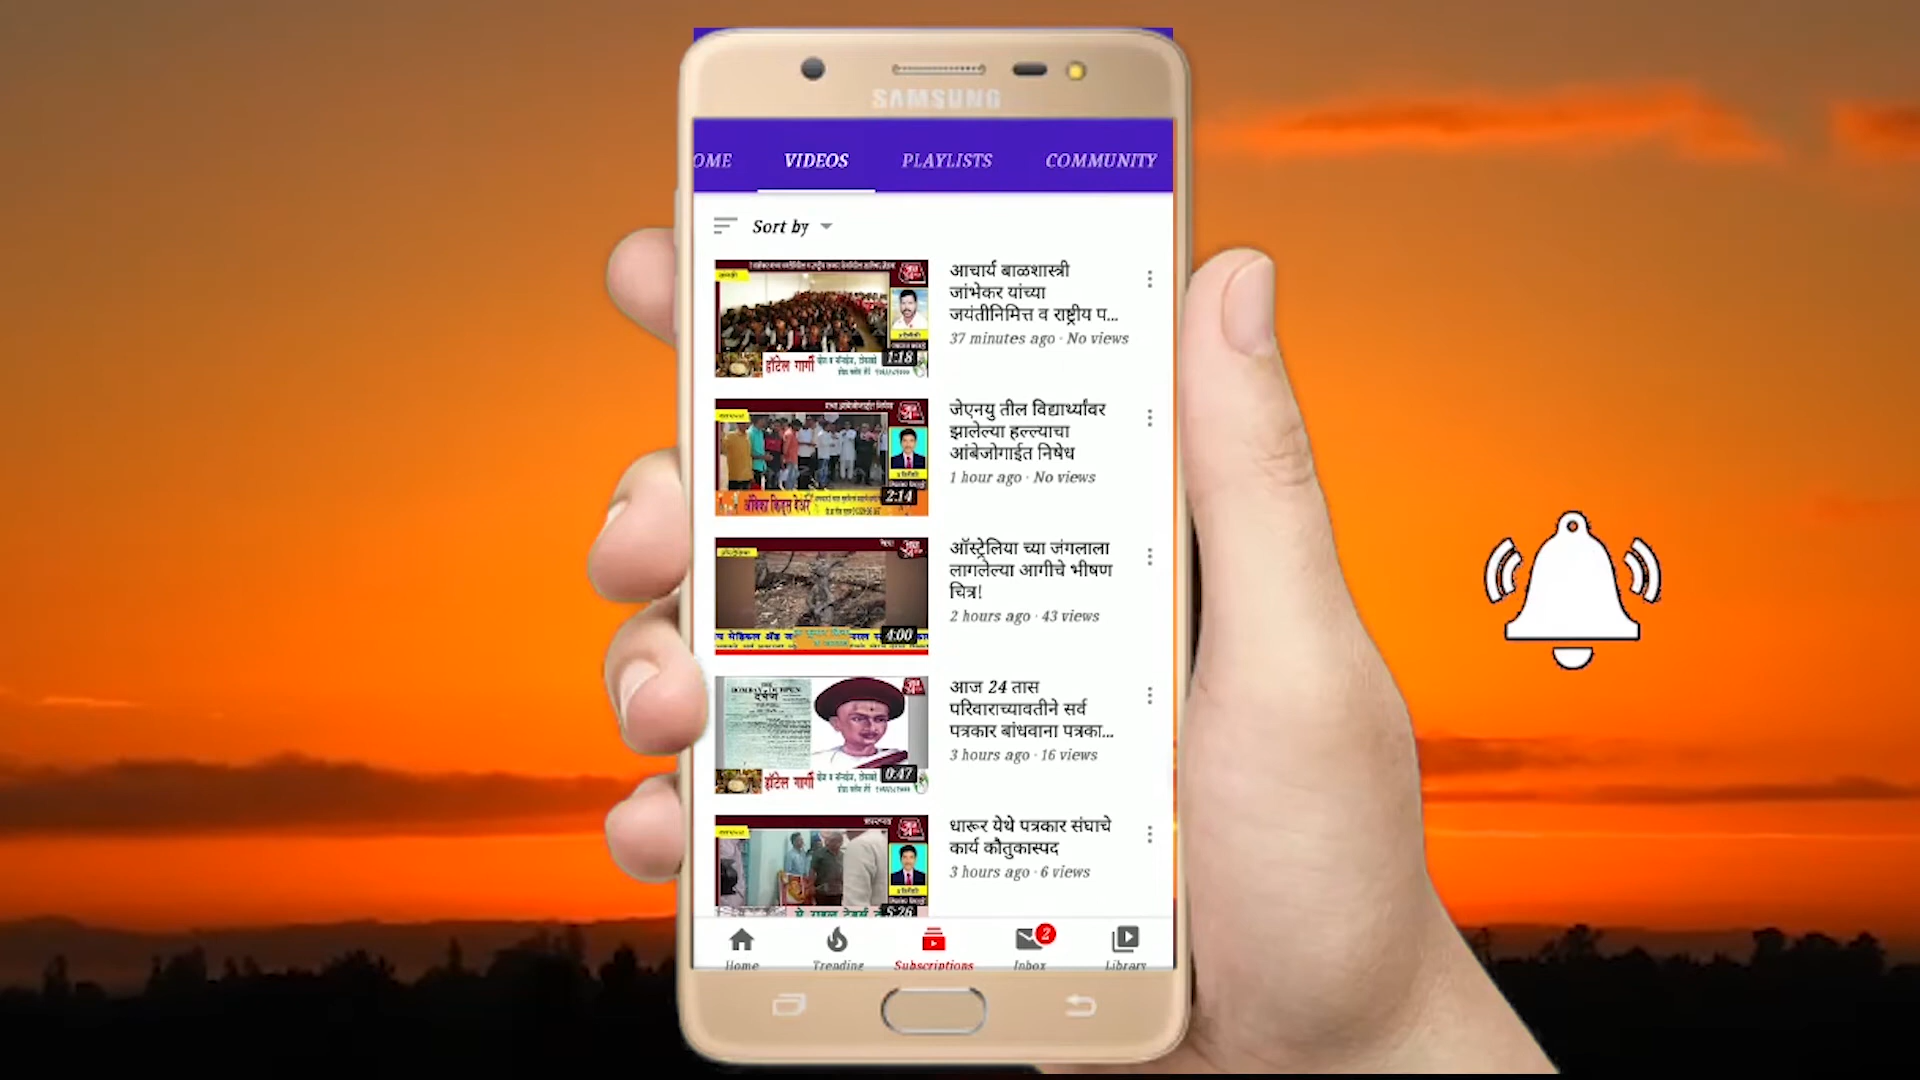 SAMSUNG
OME VIDEOS PLAYLISTS COMMUNITY
Sort by
आचार्य बाळशास्त्री
जांभेकर यांच्या
जयंतीनिमित्त व राष्ट्रीय प...
37 minutes ago · No views
हॉटेल गार्गी
1:18
जेएनयु तील विद्यार्थ्यांवर
झालेल्या हल्ल्याचा
आंबेजोगाईत निषेध
1 hour ago · No views
अंबिका किड्स वेअर
2:14
ऑस्ट्रेलिया च्या जंगलाला
लागलेल्या आगीचे भीषण
चित्र!
2 hours ago · 43 views
4:00
आज 24 तास
परिवाराच्यावतीने सर्व
पत्रकार बांधवाना पत्रका...
3 hours ago · 16 views
हॉटेल गार्गी
0:47
धारूर येथे पत्रकार संघाचे
कार्य कौतुकास्पद
3 hours ago · 6 views
5:26
2
Home Trending Subscriptions Inbox Library